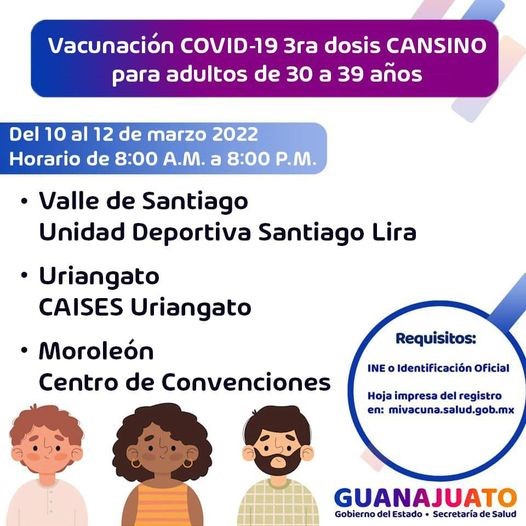 Vacunación COVID-19 3ra dosis CANSINO
para adultos de 30 a 39 años
Del 10 al 12 de marzo 2022
Horario de 8:00 A.M. a 8:00 P.M.
• Valle de Santiago
Unidad Deportiva Santiago Lira
• Uriangato
CAISES Uriangato
• Moroleón
Centro de Convenciones
Requisitos:
INE o Identificación Oficial
Hoja impresa del registro
en: mivacuna.salud.gob.mx
GUANAJUATO
Gobierno del Estado • Secretaría de Salud